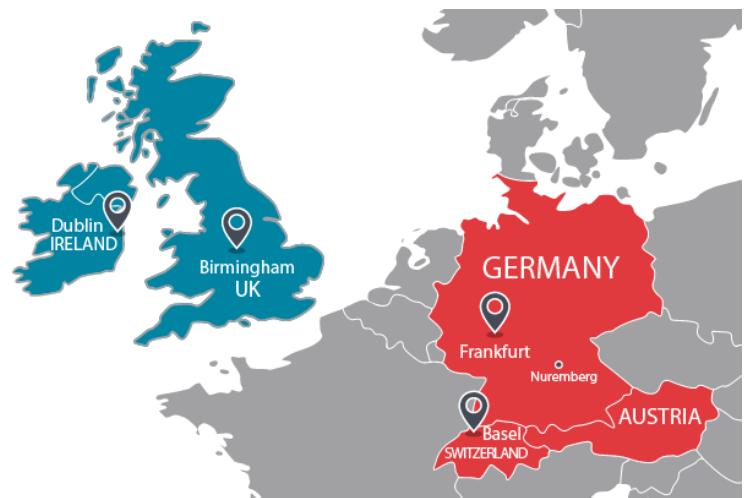 Dublin
IRELAND
Birmingham
UK
GERMANY
Frankfurt
Nuremberg
AUSTRIA
Basel
SWITZERLAND